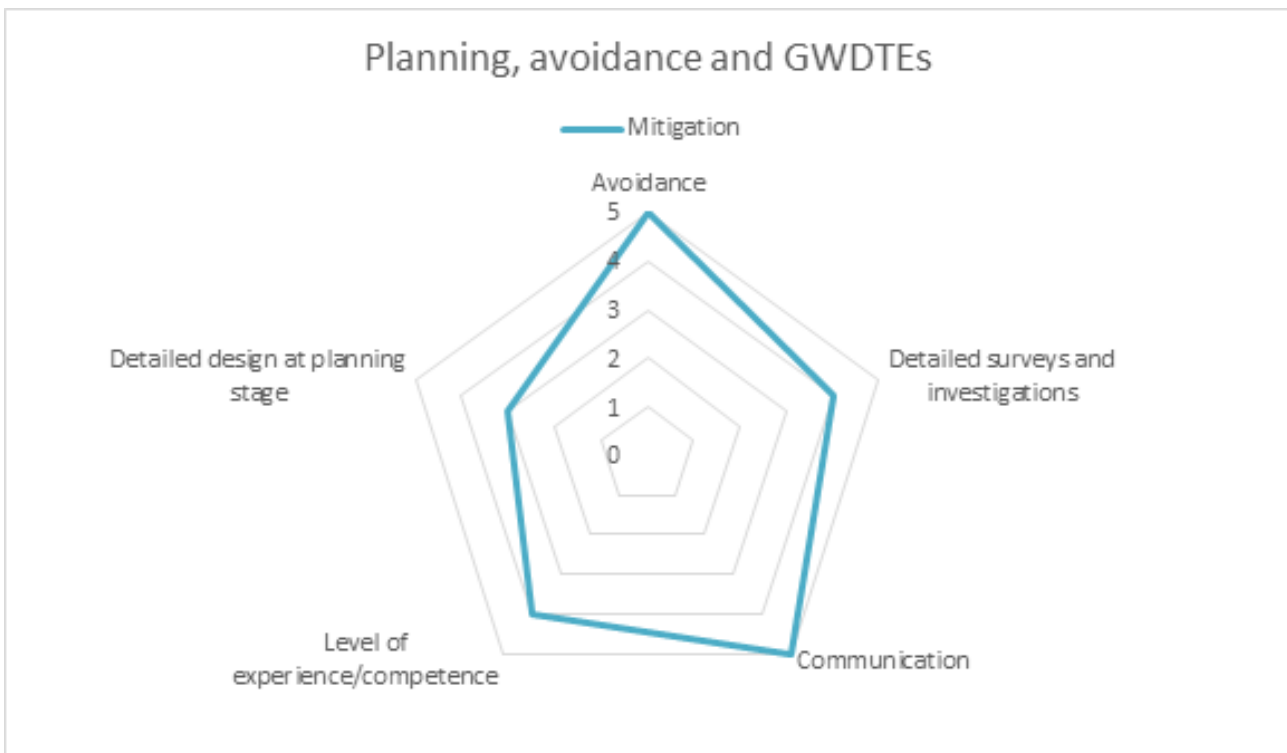 Planning, avoidance and GWDTEs
Mitigation
Avoidance
5
4
3
2
1
0
Detailed surveys and
investigations
Communication
Level of
experience/competence
Detailed design at planning
stage